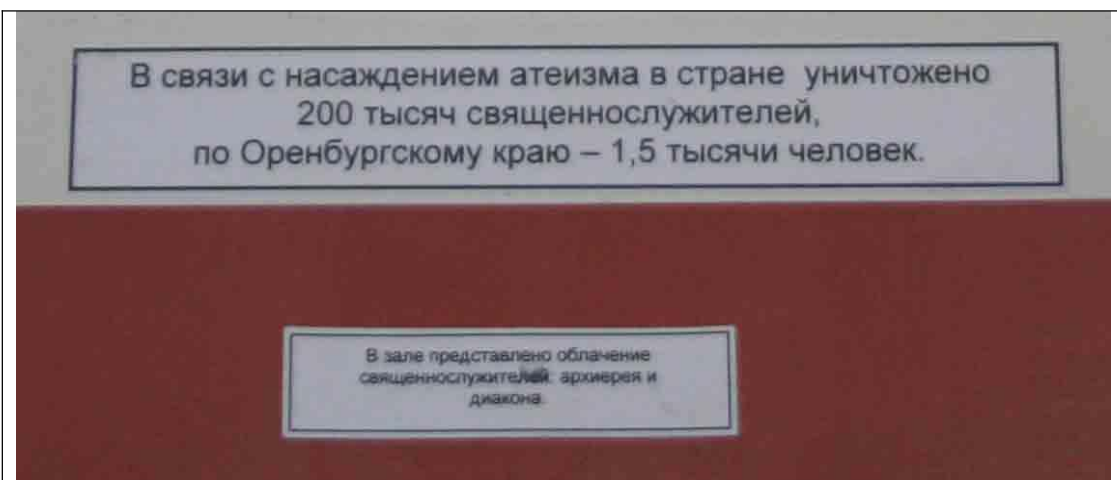 В связи с насаждением атеизма в стране уничтожено
200 тысяч священнослужителей,
по Оренбургскому краю – 1,5 тысячи человек.
В зале представлено облачение
священнослужителей: архиерея и
диакона.